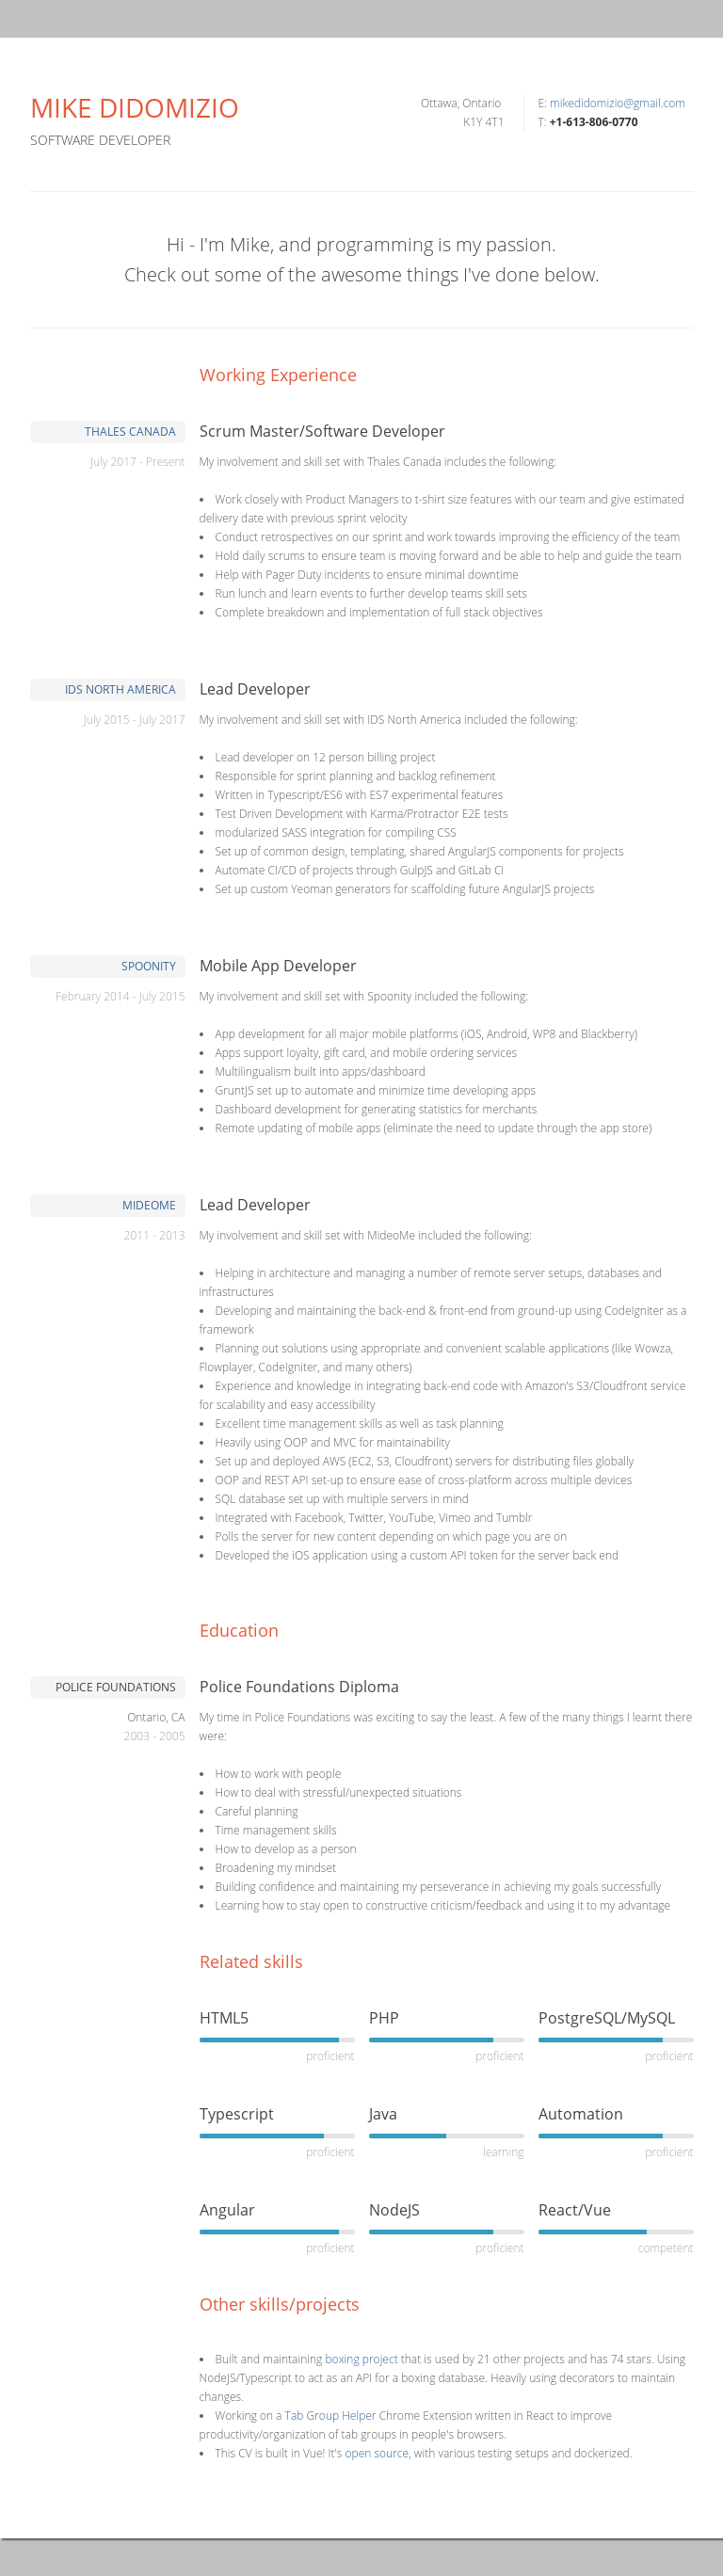 MIKE DIDOMIZIO
SOFTWARE DEVELOPER
Ottawa, Ontario
K1Y 4T1
E: mikedidomizio@gmail.com
T: +1-613-806-0770
Hi - I'm Mike, and programming is my passion.
Check out some of the awesome things I've done below.
Working Experience
THALES CANADA
July 2017 - Present
Scrum Master/Software Developer
My involvement and skill set with Thales Canada includes the following:
• Work closely with Product Managers to t-shirt size features with our team and give estimated
delivery date with previous sprint velocity
• Conduct retrospectives on our sprint and work towards improving the efficiency of the team
• Hold daily scrums to ensure team is moving forward and be able to help and guide the team
• Help with Pager Duty incidents to ensure minimal downtime
• Run lunch and learn events to further develop teams skill sets
• Complete breakdown and implementation of full stack objectives
IDS NORTH AMERICA
July 2015 - July 2017
Lead Developer
My involvement and skill set with IDS North America included the following:
• Lead developer on 12 person billing project
• Responsible for sprint planning and backlog refinement
• Written in Typescript/ES6 with ES7 experimental features
• Test Driven Development with Karma/Protractor E2E tests
• modularized SASS integration for compiling CSS
• Set up of common design, templating, shared AngularJS components for projects
• Automate CI/CD of projects through GulpJS and GitLab CI
• Set up custom Yeoman generators for scaffolding future AngularJS projects
SPOONITY
February 2014 - July 2015
Mobile App Developer
My involvement and skill set with Spoonity included the following:
• App development for all major mobile platforms (iOS, Android, WP8 and Blackberry)
• Apps support loyalty, gift card, and mobile ordering services
• Multilingualism built into apps/dashboard
• GruntJS set up to automate and minimize time developing apps
• Dashboard development for generating statistics for merchants
• Remote updating of mobile apps (eliminate the need to update through the app store)
MIDEOME
2011 - 2013
Lead Developer
My involvement and skill set with MideoMe included the following:
• Helping in architecture and managing a number of remote server setups, databases and
infrastructures
• Developing and maintaining the back-end & front-end from ground-up using CodeIgniter as a
framework
• Planning out solutions using appropriate and convenient scalable applications (like Wowza,
Flowplayer, CodeIgniter, and many others)
• Experience and knowledge in integrating back-end code with Amazon's S3/Cloudfront service
for scalability and easy accessibility
• Excellent time management skills as well as task planning
• Heavily using OOP and MVC for maintainability
• Set up and deployed AWS (EC2, S3, Cloudfront) servers for distributing files globally
• OOP and REST API set-up to ensure ease of cross-platform across multiple devices
• SQL database set up with multiple servers in mind
• Integrated with Facebook, Twitter, YouTube, Vimeo and Tumblr
• Polls the server for new content depending on which page you are on
• Developed the iOS application using a custom API token for the server back end
Education
POLICE FOUNDATIONS
Ontario, CA
2003 - 2005
Police Foundations Diploma
My time in Police Foundations was exciting to say the least. A few of the many things I learnt there
were:
• How to work with people
• How to deal with stressful/unexpected situations
• Careful planning
• Time management skills
• How to develop as a person
• Broadening my mindset
• Building confidence and maintaining my perseverance in achieving my goals successfully
• Learning how to stay open to constructive criticism/feedback and using it to my advantage
Related skills
HTML5 PHP PostgreSQL/MySQL
proficient proficient proficient
Typescript Java Automation
proficient learning proficient
Angular NodeJS React/Vue
proficient proficient competent
Other skills/projects
• Built and maintaining boxing project that is used by 21 other projects and has 74 stars. Using
NodeJS/Typescript to act as an API for a boxing database. Heavily using decorators to maintain
changes.
• Working on a Tab Group Helper Chrome Extension written in React to improve
productivity/organization of tab groups in people's browsers.
• This CV is built in Vue! It's open source, with various testing setups and dockerized.